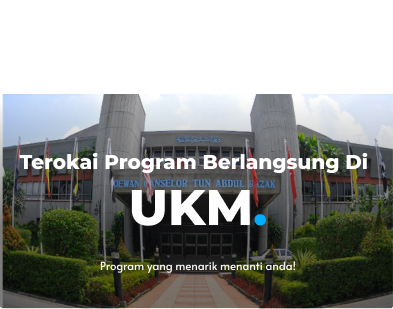 Terokai Program Berlangsung Di
DEWAN CANSELOR TUN ABDUL RAZAK
UKM.
Program yang menarik menanti anda!